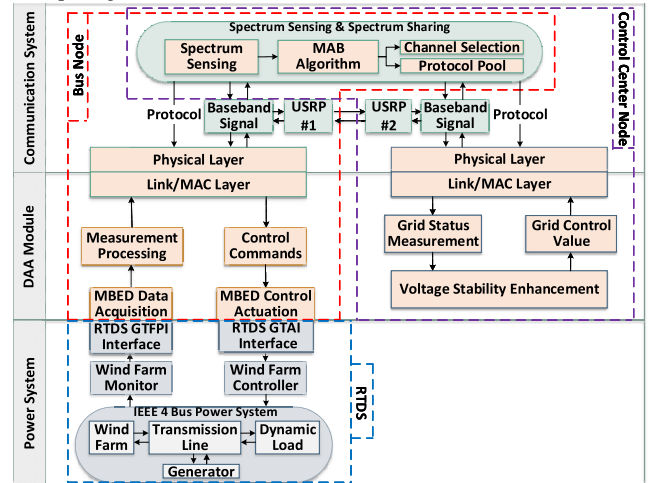 Communication System
DAA Module
Power System
Bus Node
Control Center Node
Spectrum Sensing & Spectrum Sharing
Spectrum
Sensing
MAB
Algorithm
Channel Selection
Protocol Pool
Protocol
Baseband
Signal
USRP
#1
USRP
#2
Baseband
Signal
Protocol
Physical Layer
Link/MAC Layer
Physical Layer
Link/MAC Layer
Measurement
Processing
Control
Commands
Grid Status
Measurement
Grid Control
Value
MBED Data
Acquisition
MBED Control
Actuation
Voltage Stability Enhancement
RTDS GTFPI
Interface
RTDS GTAI
Interface
Wind Farm
Monitor
Wind Farm
Controller
RTDS
IEEE 4 Bus Power System
Wind
Farm
Transmission
Line
Dynamic
Load
Generator